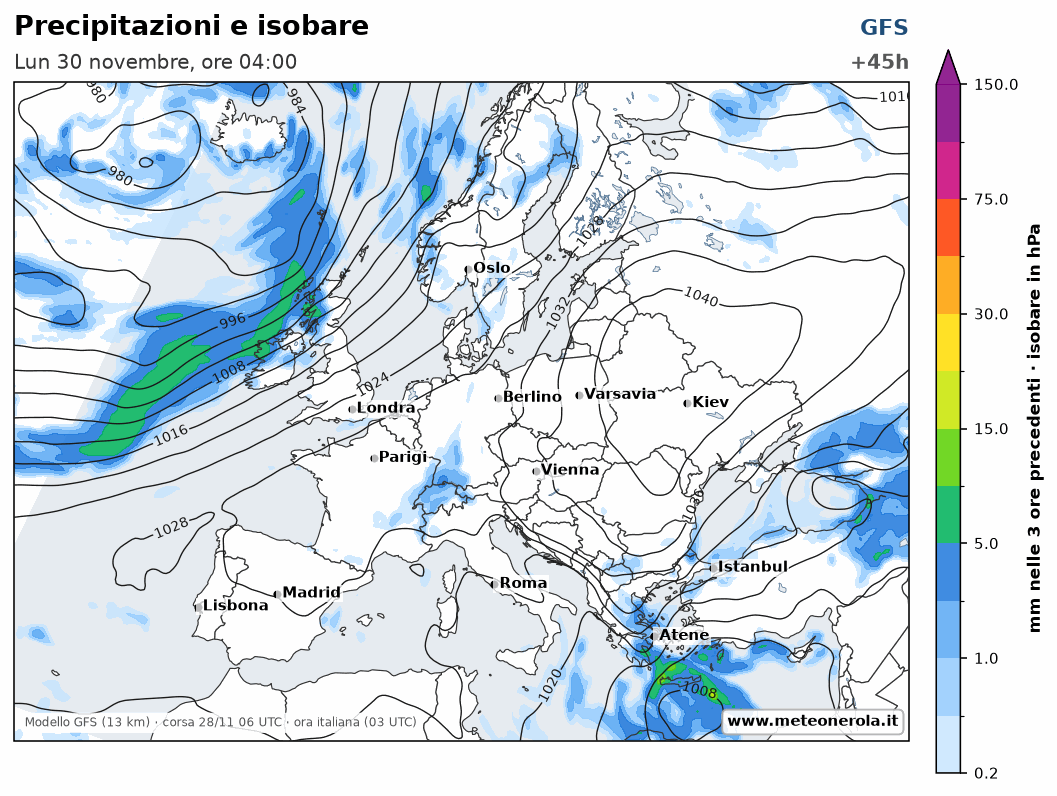 Precipitazioni e isobare
GFS
Lun 30 novembre, ore 04:00
+45h
150.0
75.0
30.0
15.0
5.0
1.0
0.2
mm nelle 3 ore precedenti · isobare in hPa
980
984
1016
980
1028
Oslo
1040
996
1032
1008
1024
Berlino
Varsavia
Kiev
Londra
1016
Parigi
Vienna
1036
1028
Istanbul
Roma
Madrid
Lisbona
Atene
1020
1008
Modello GFS (13 km) · corsa 28/11 06 UTC · ora italiana (03 UTC)
www.meteonerola.it